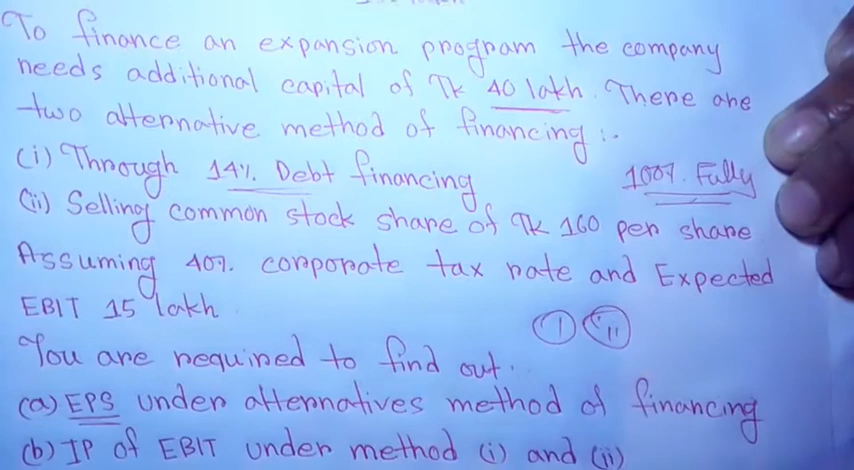 To finance an expansion program the company
needs additional capital of Tk 40 lakh. There are
two alternative method of financing :-
(i) Through 14% Debt financing 100% Fully
(ii) Selling common stock share of Tk 160 per share
Assuming 40% corporate tax rate and Expected
EBIT 15 lakh
(I) (ii)
You are required to find out.
(a) EPS under alternatives method of financing
(b) IP of EBIT under method (i) and (ii)